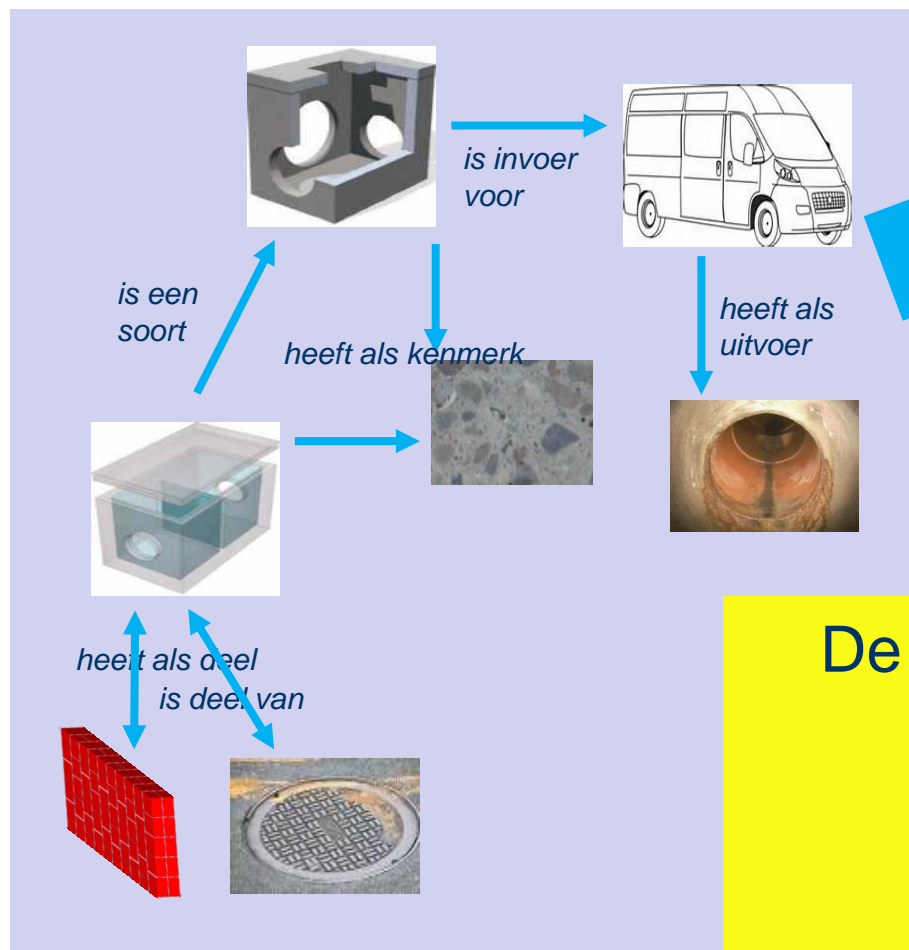 is invoer
voor
is een
soort
heeft als
uitvoer
heeft als kenmerk
De
heeft als deel
is deel van